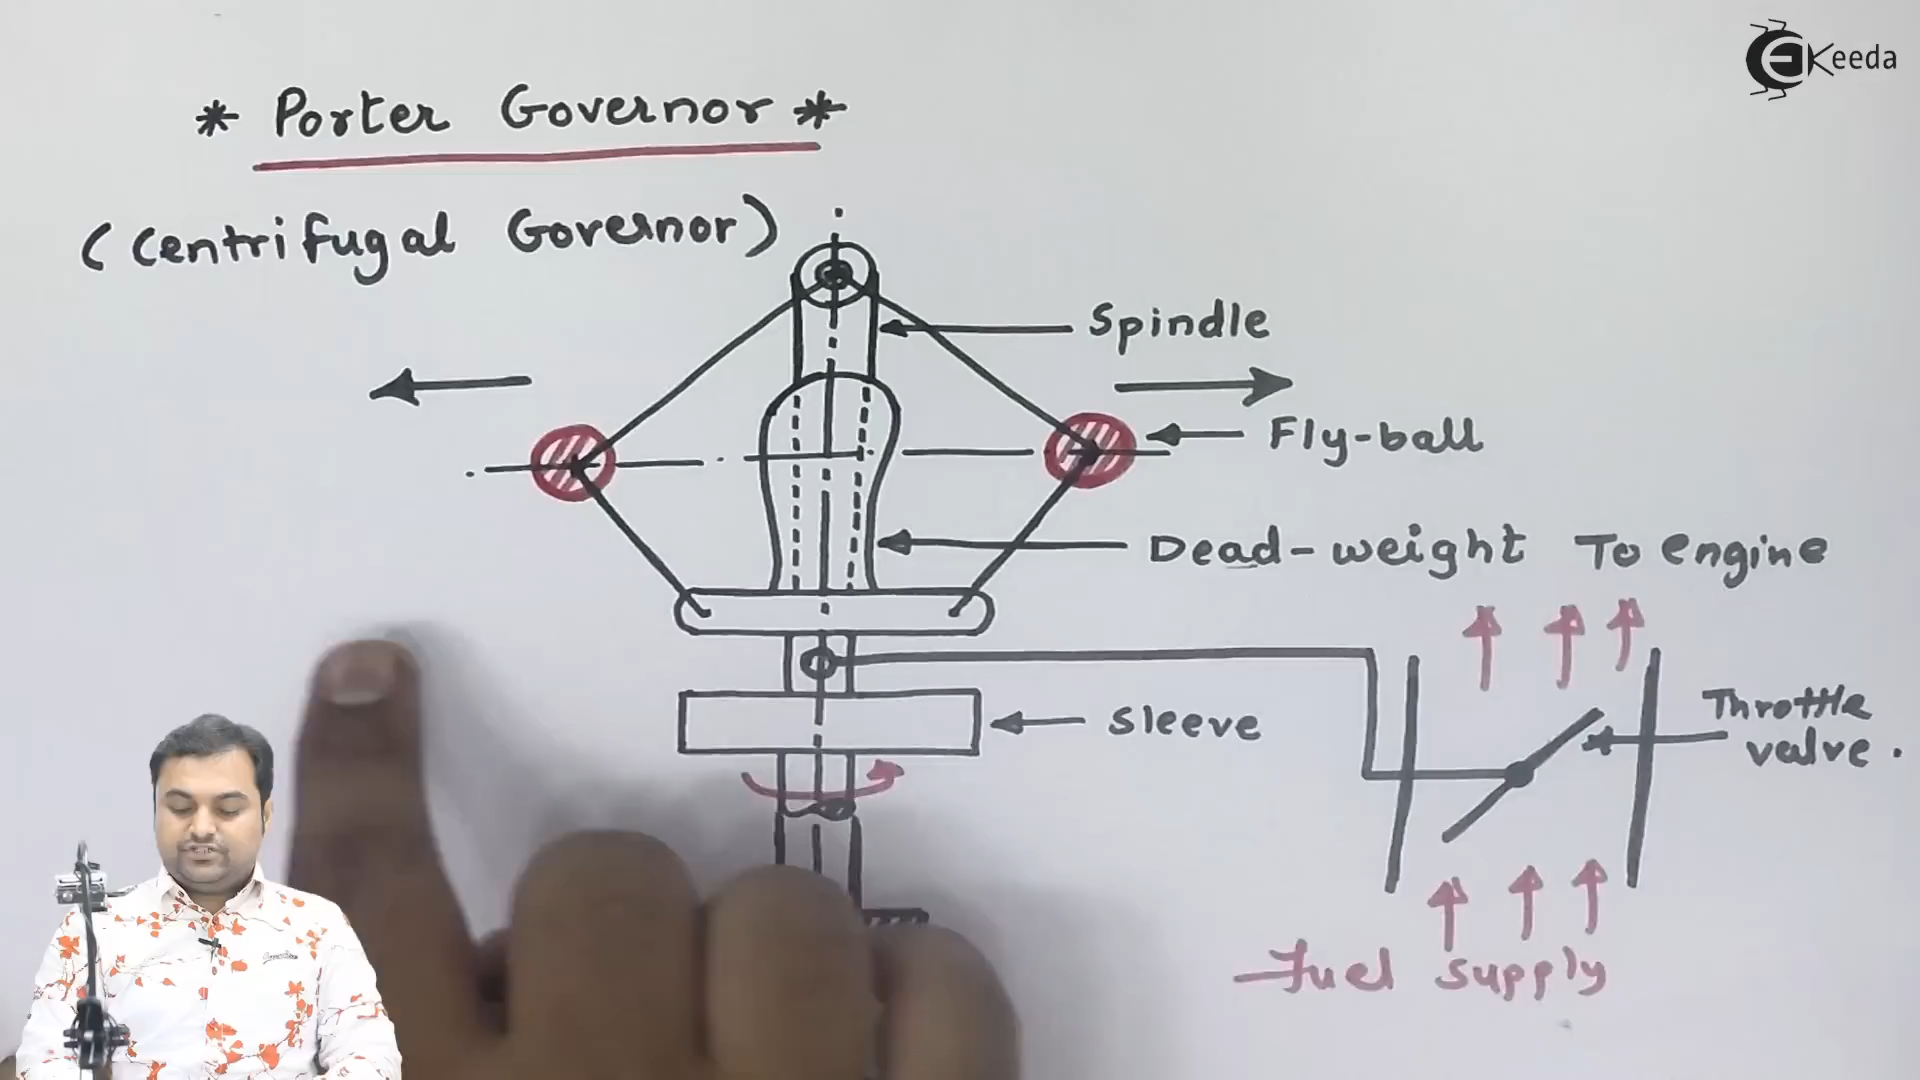 * Porter Governor *
(Centrifugal Governor)
Spindle
Fly-ball
Dead-weight
To engine
Sleeve
Throttle
valve.
Fuel supply
EKeeda